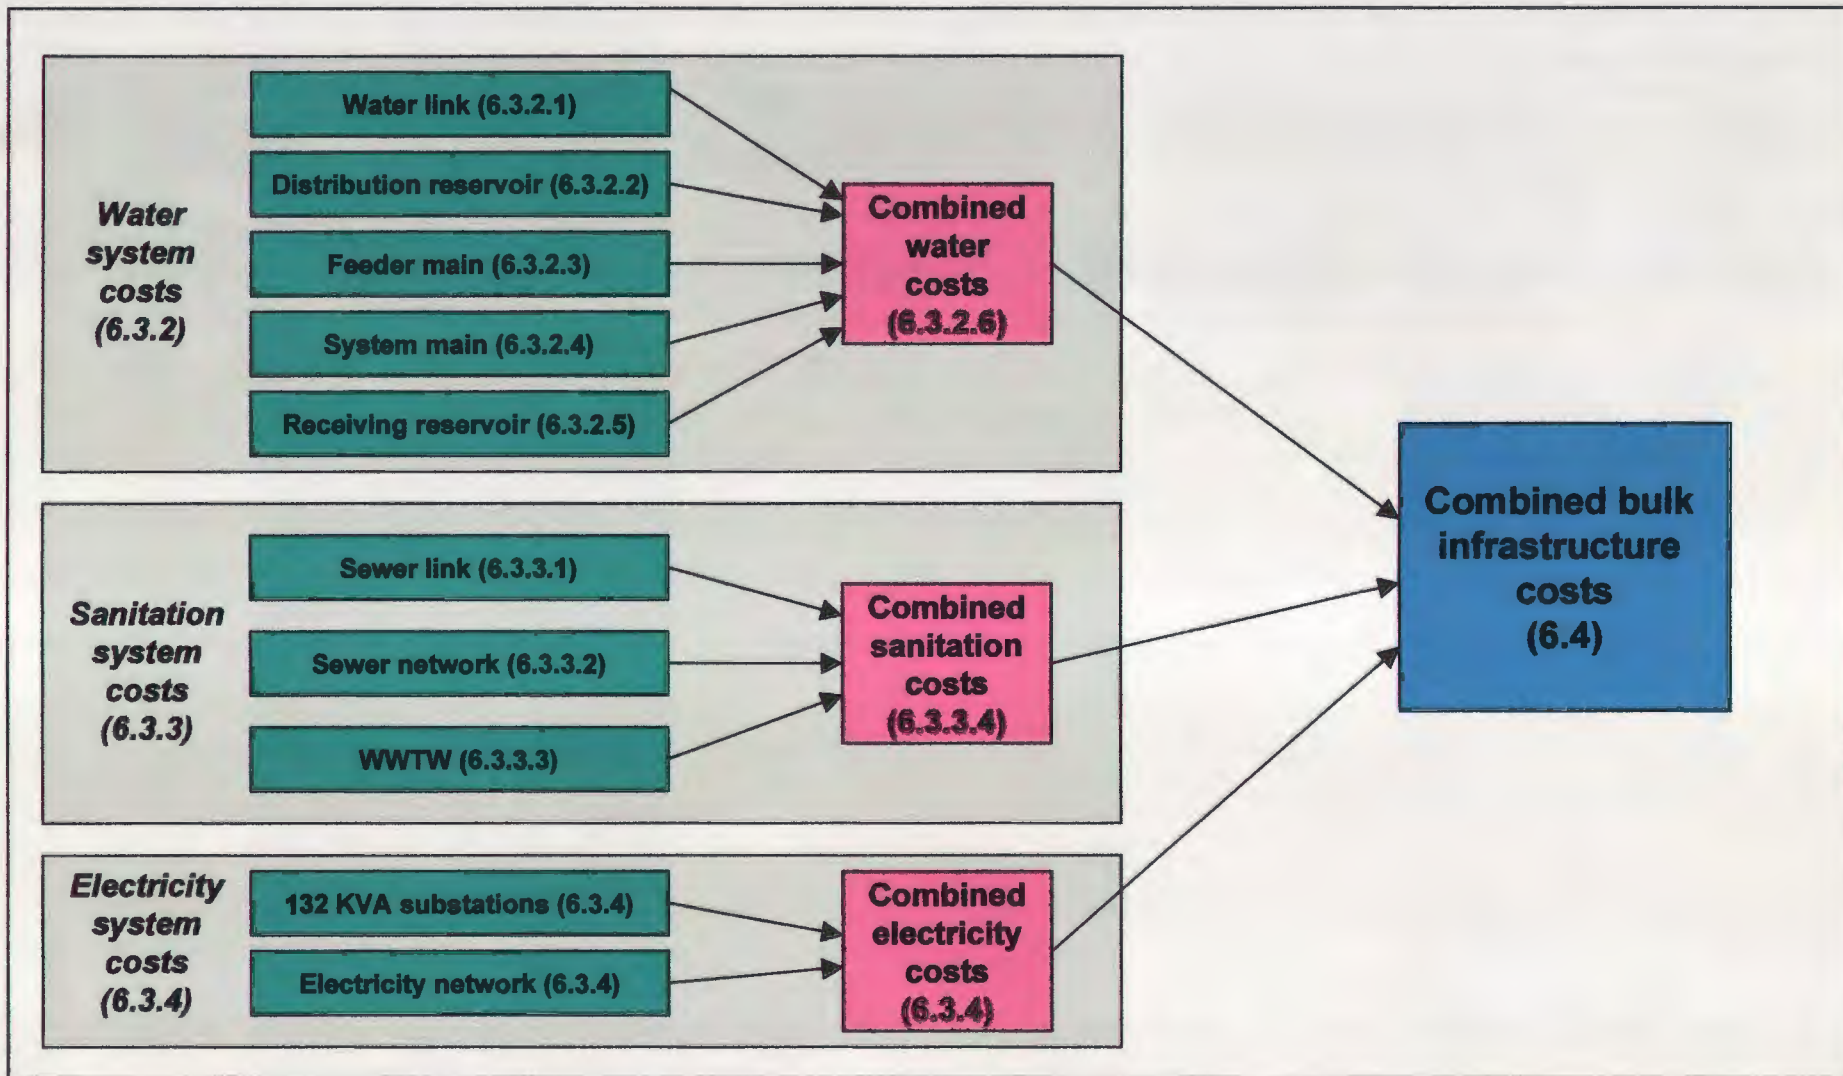 Water
system
costs
(6.3.2)
Water link (6.3.2.1)
Distribution reservoir (6.3.2.2)
Feeder main (6.3.2.3)
System main (6.3.2.4)
Receiving reservoir (6.3.2.5)
Combined
water
costs
(6.3.2.6)
Sanitation
system
costs
(6.3.3)
Sewer link (6.3.3.1)
Sewer network (6.3.3.2)
WWTW (6.3.3.3)
Combined
sanitation
costs
(6.3.3.4)
Electricity
system
costs
(6.3.4)
132 KVA substations (6.3.4)
Electricity network (6.3.4)
Combined
electricity
costs
(6.3.4)
Combined bulk
infrastructure
costs
(6.4)